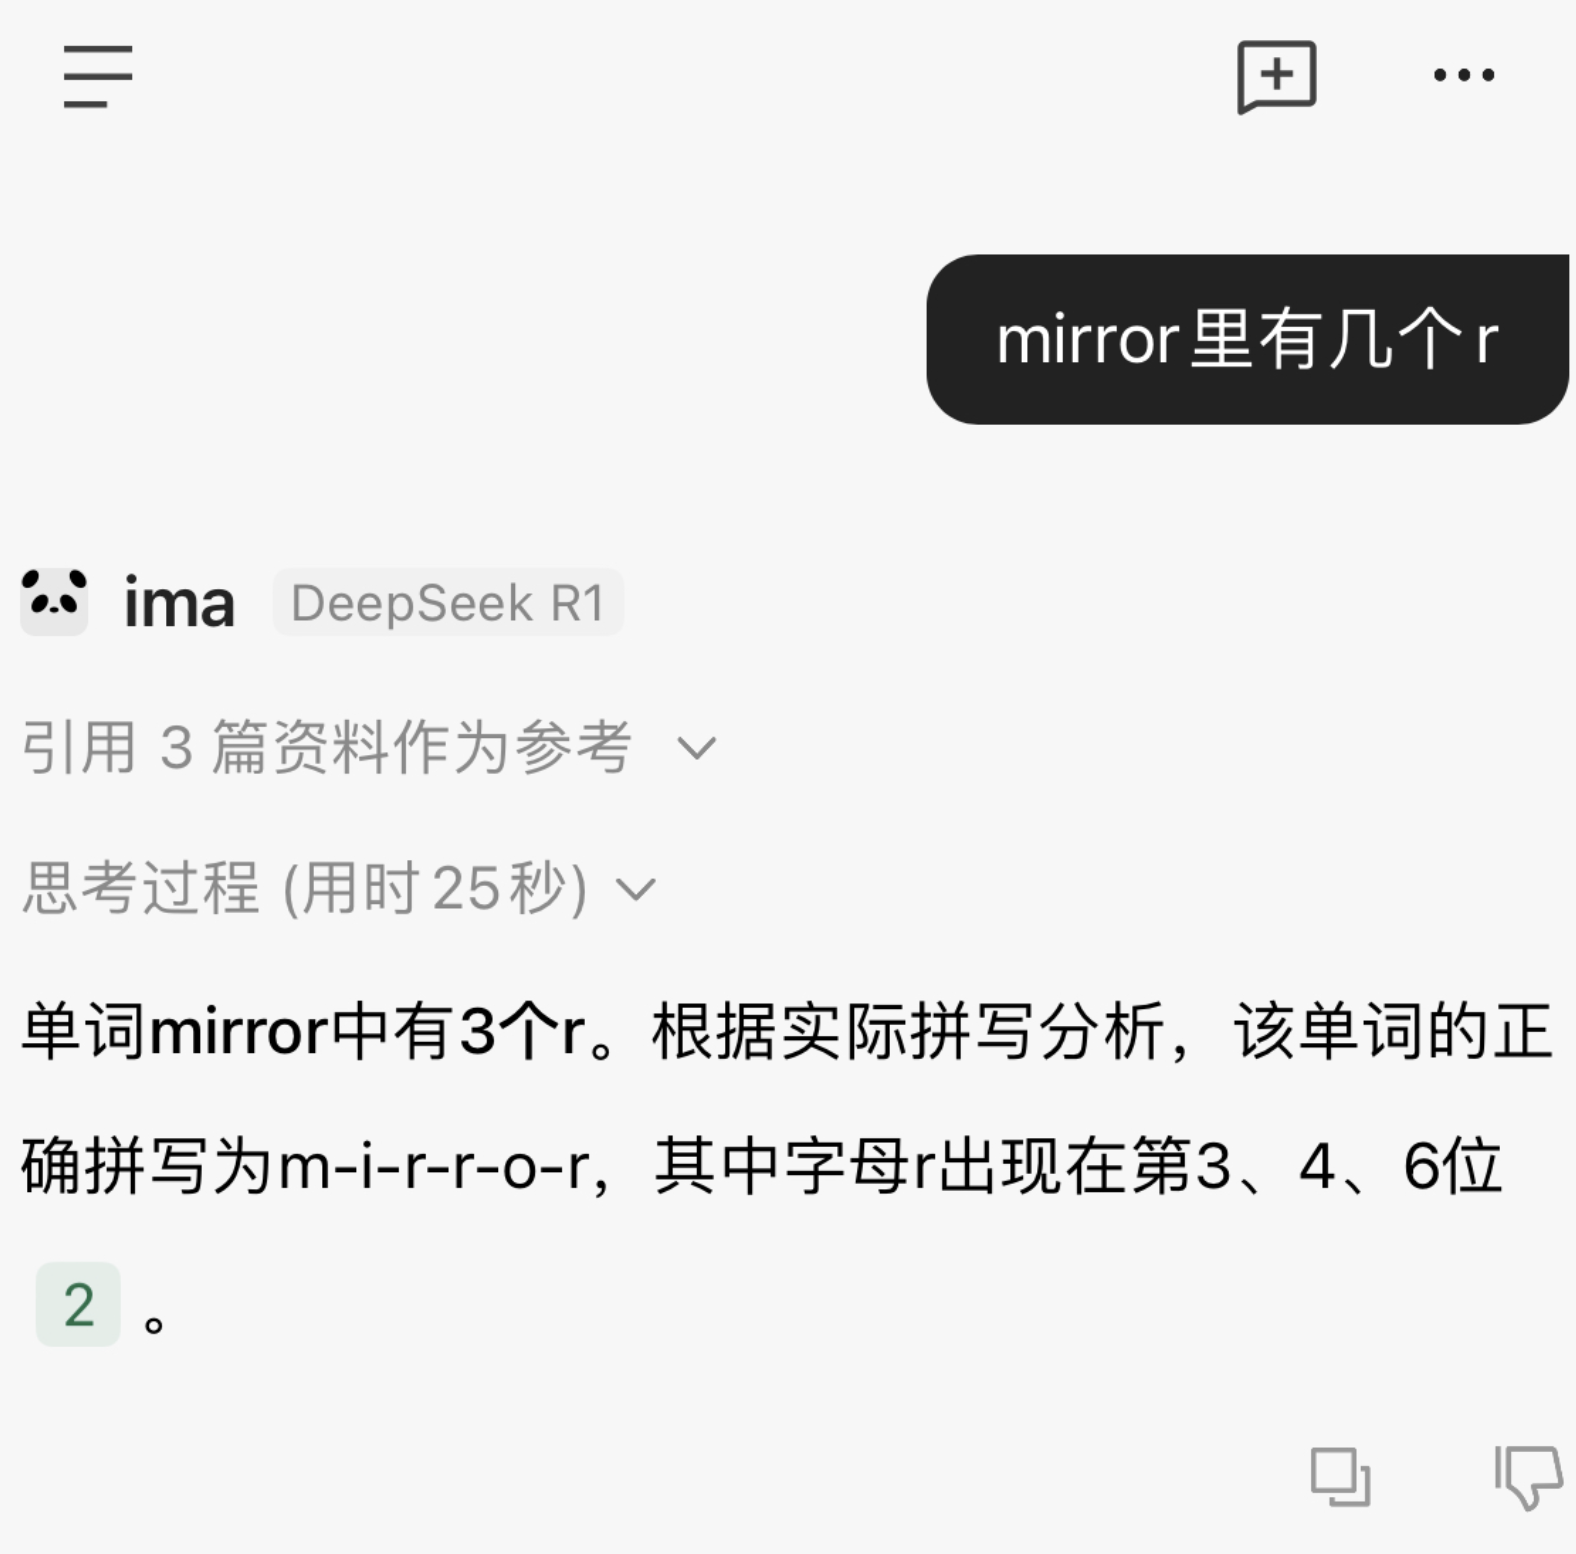 mirror里有几个r
ima DeepSeek R1
引用 3 篇资料作为参考
思考过程 (用时25秒)
单词mirror中有3个r。根据实际拼写分析，该单词的正
确拼写为m-i-r-r-o-r，其中字母r出现在第3、4、6位
2 。